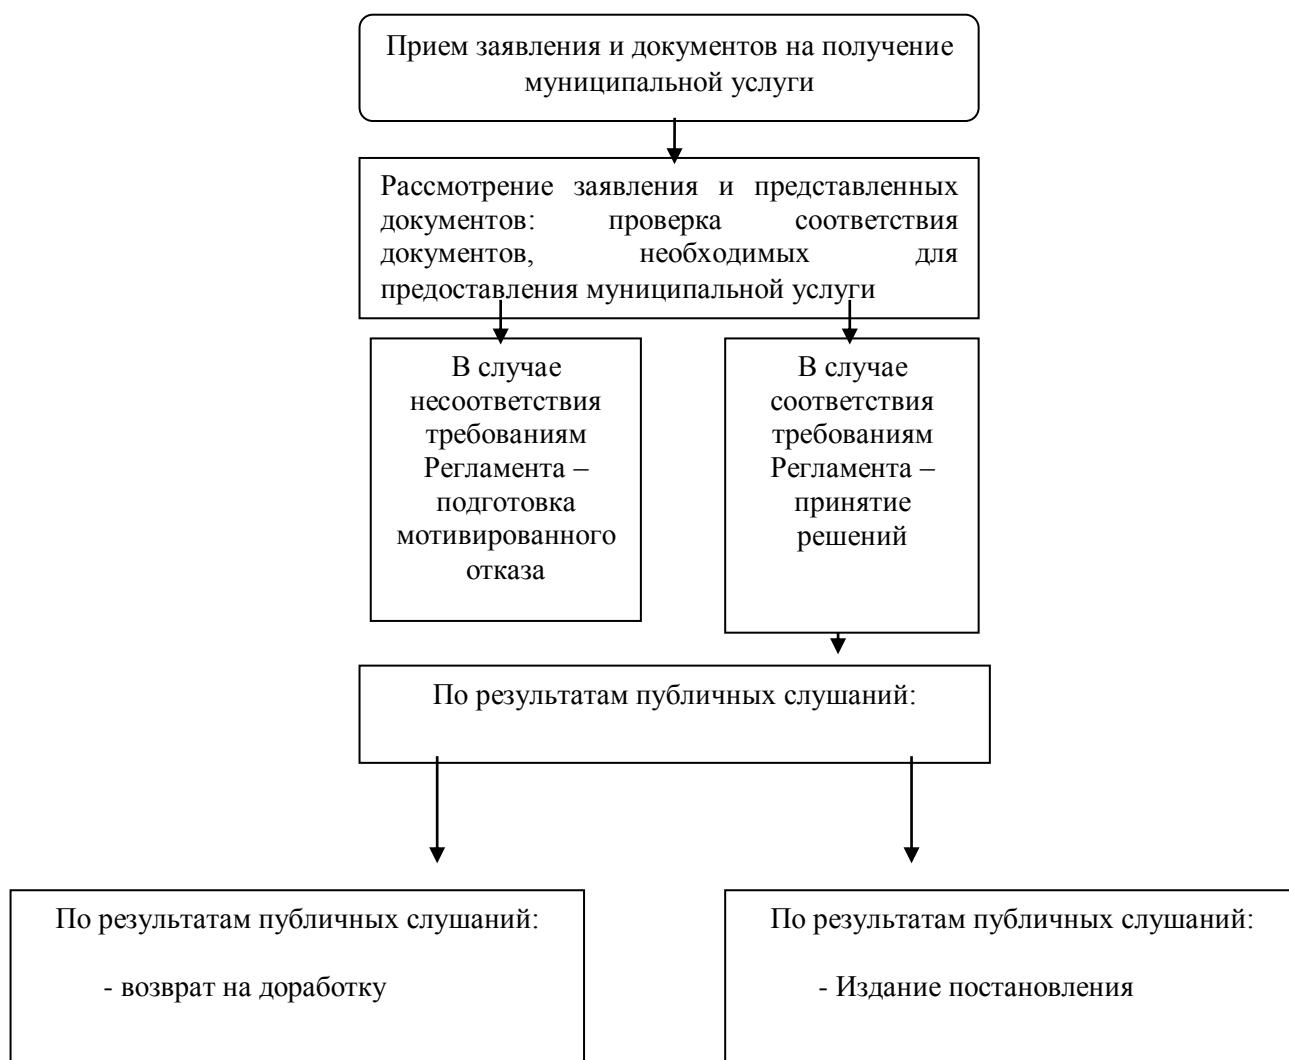 Прием заявления и документов на получение
муниципальной услуги
Рассмотрение заявления и представленных
документов: проверка соответствия
документов, необходимых для
предоставления муниципальной услуги
В случае
несоответствия
требованиям
Регламента –
подготовка
мотивированного
отказа
В случае
соответствия
требованиям
Регламента –
принятие
решений
По результатам публичных слушаний:
По результатам публичных слушаний:
- возврат на доработку
По результатам публичных слушаний:
- Издание постановления